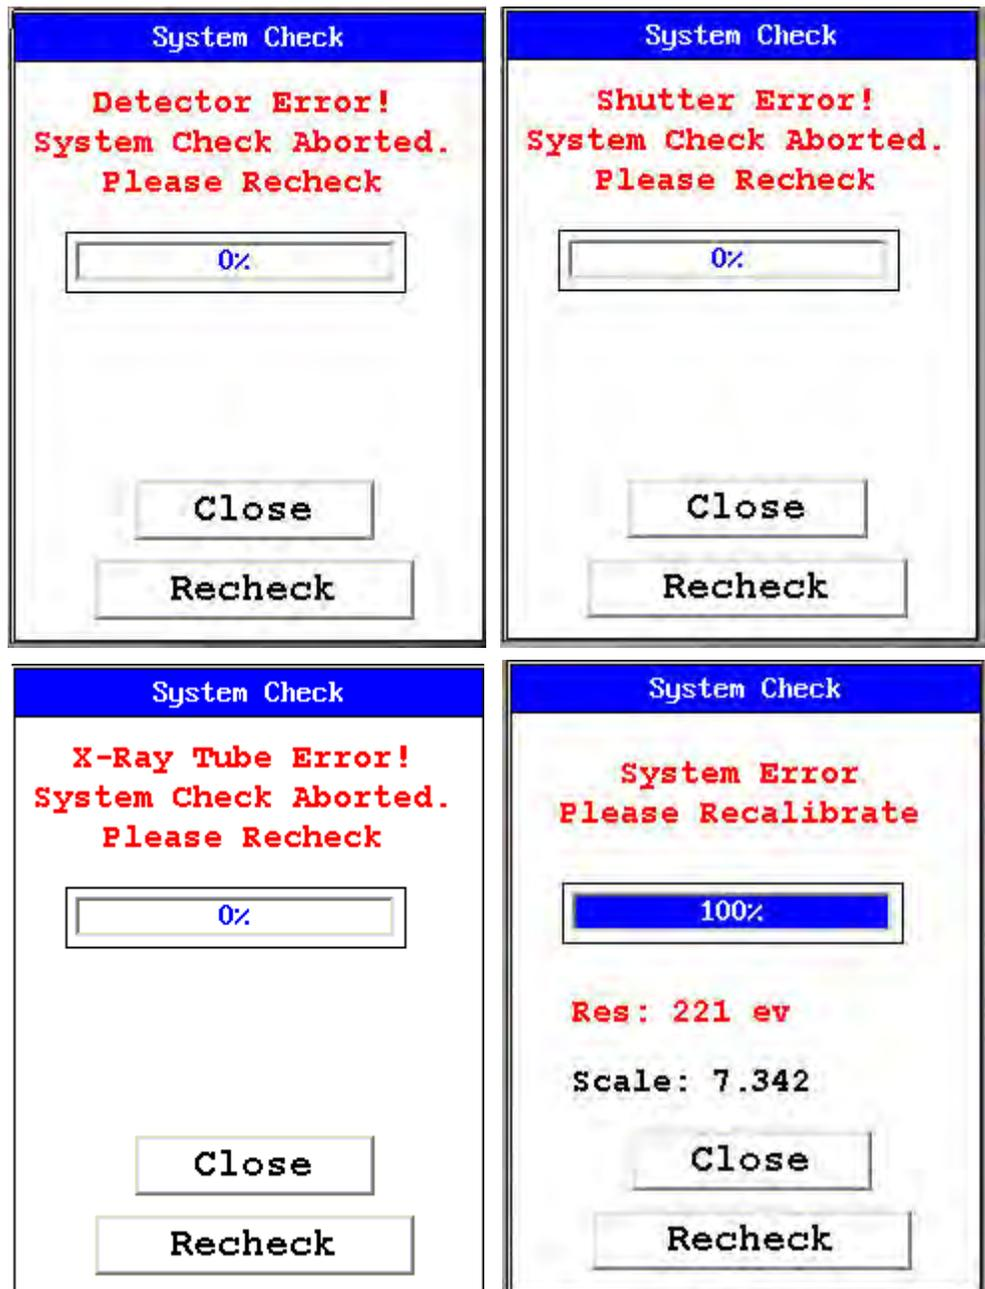 System Check
Detector Error!
System Check Aborted.
Please Recheck
0%
Close
Recheck
System Check
Shutter Error!
System Check Aborted.
Please Recheck
0%
Close
Recheck
System Check
X-Ray Tube Error!
System Check Aborted.
Please Recheck
0%
Close
Recheck
System Check
System Error
Please Recalibrate
100%
Res: 221 ev
Scale: 7.342
Close
Recheck